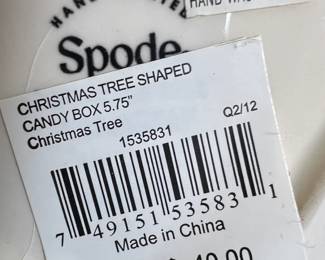 Spode
HAND
CHRISTMAS TREE SHAPED
CANDY BOX 5.75"
Christmas Tree
1535831
Q2/12
7 49151 53583 1
Made in China